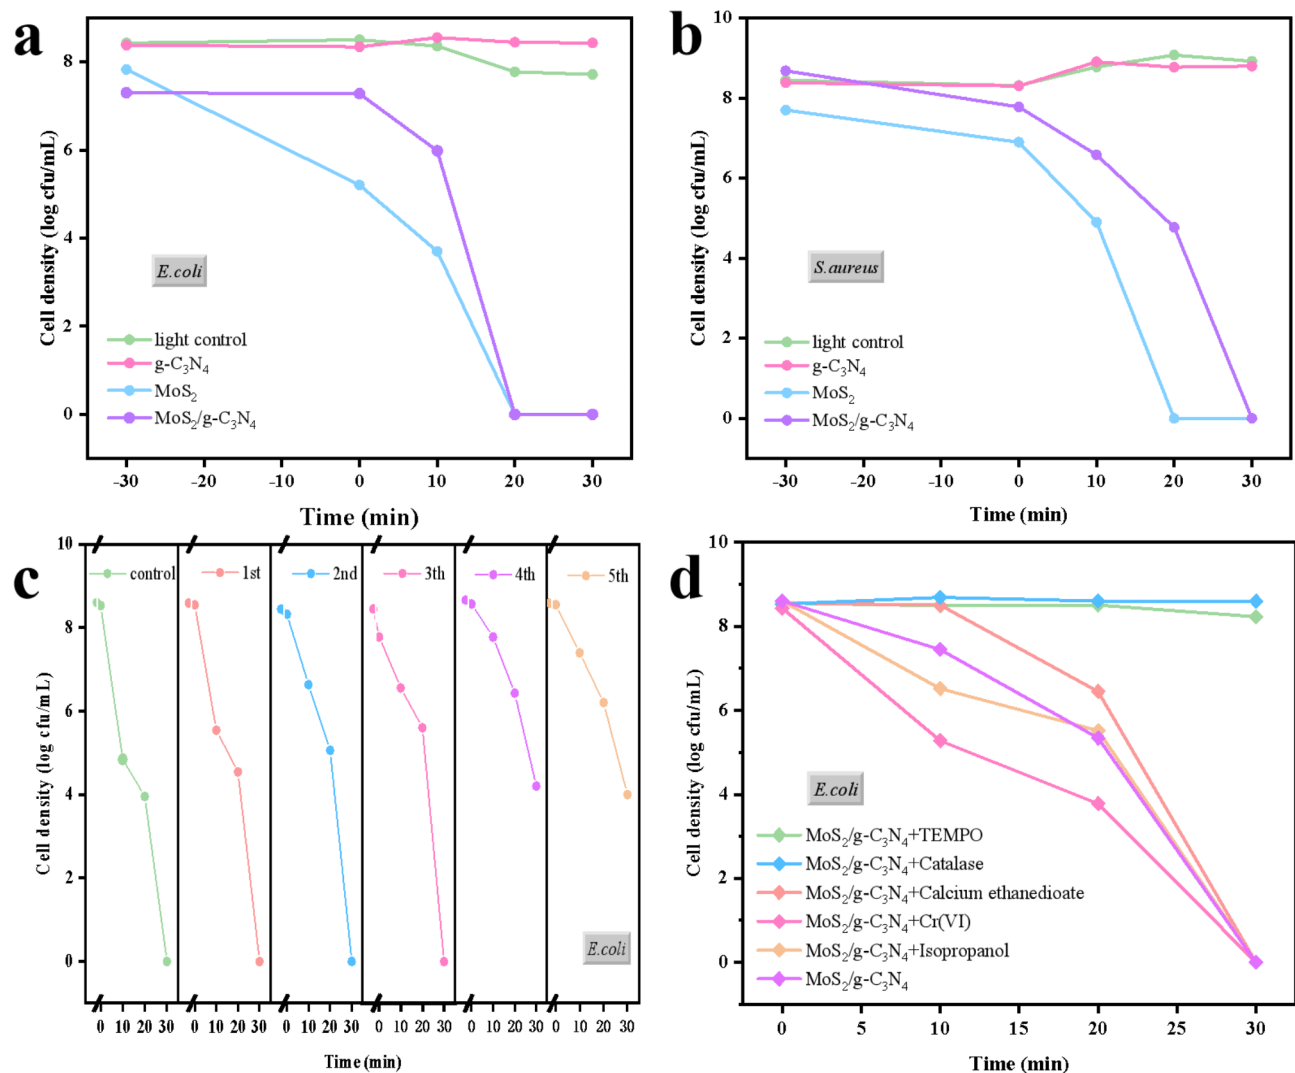 a
Cell density (log cfu/mL)
8
6
4
2
0
E.coli
light control
g-C3N4
MoS2
MoS2/g-C3N4
-30 -20 -10 0 10 20 30
Time (min)
b
Cell density (log cfu/mL)
10
8
6
4
2
0
S.aureus
light control
g-C3N4
MoS2
MoS2/g-C3N4
-30 -20 -10 0 10 20 30
Time (min)
c
Cell density (log cfu/mL)
10
8
6
4
2
0
control 1st 2nd 3th 4th 5th
E.coli
0 10 20 30 0 10 20 30 0 10 20 30 0 10 20 30 0 10 20 30 0 10 20 30
Time (min)
d
Cell density (log cfu/mL)
10
8
6
4
2
0
E.coli
MoS2/g-C3N4+TEMPO
MoS2/g-C3N4+Catalase
MoS2/g-C3N4+Calcium ethanedioate
MoS2/g-C3N4+Cr(VI)
MoS2/g-C3N4+Isopropanol
MoS2/g-C3N4
0 5 10 15 20 25 30
Time (min)